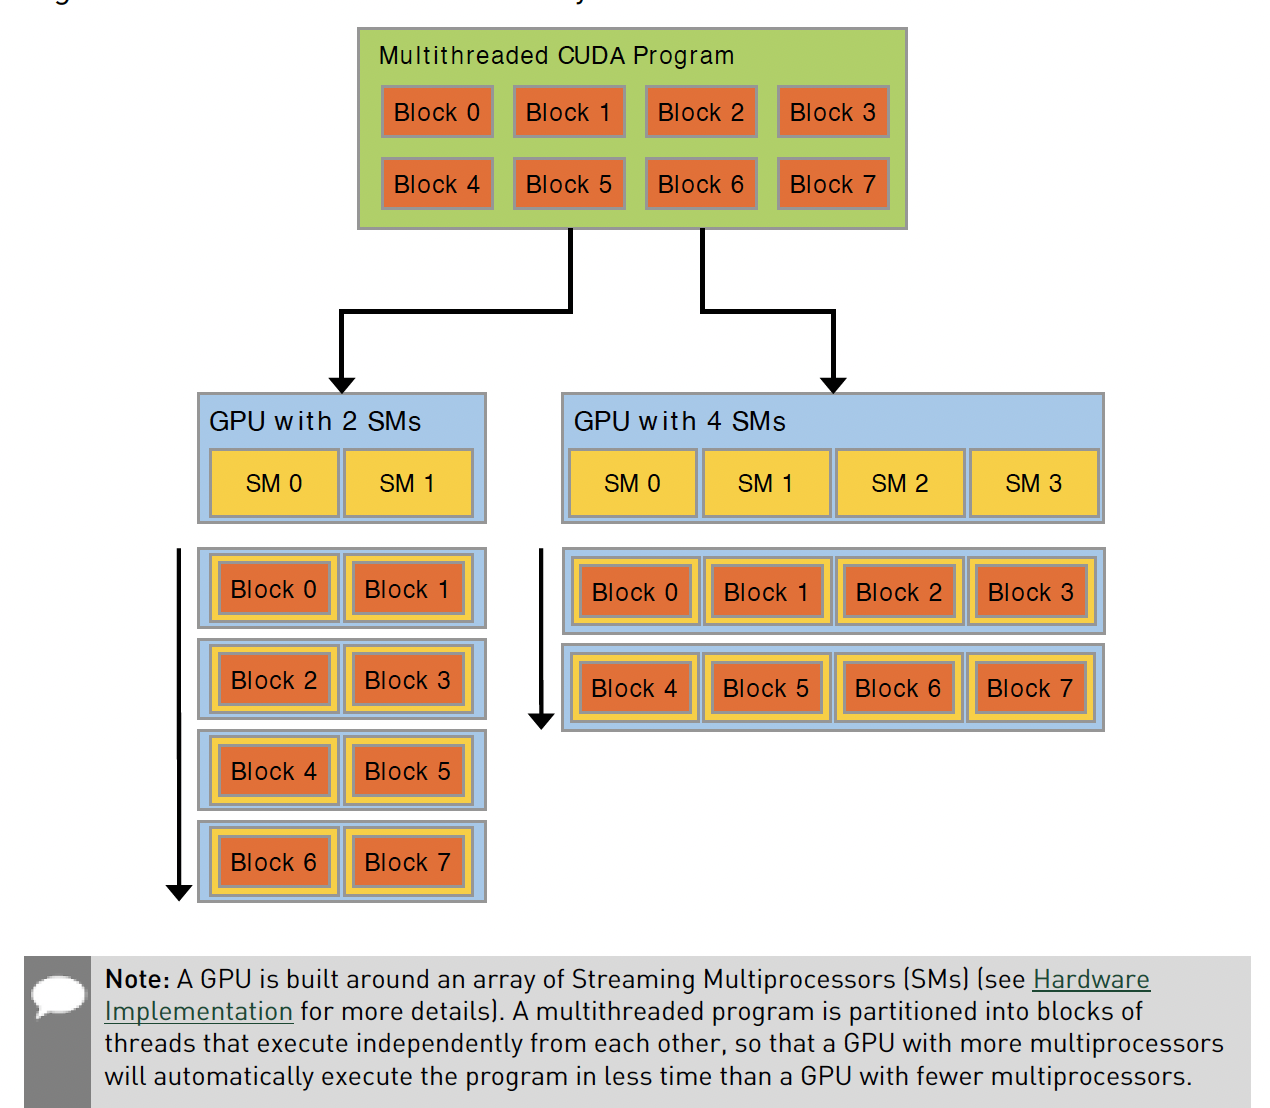 Multithreaded CUDA Program
Block 0 Block 1 Block 2 Block 3
Block 4 Block 5 Block 6 Block 7
GPU with 2 SMs
SM 0 SM 1
Block 0 Block 1
Block 2 Block 3
Block 4 Block 5
Block 6 Block 7
GPU with 4 SMs
SM 0 SM 1 SM 2 SM 3
Block 0 Block 1 Block 2 Block 3
Block 4 Block 5 Block 6 Block 7
Note: A GPU is built around an array of Streaming Multiprocessors (SMs) (see Hardware
Implementation for more details). A multithreaded program is partitioned into blocks of
threads that execute independently from each other, so that a GPU with more multiprocessors
will automatically execute the program in less time than a GPU with fewer multiprocessors.